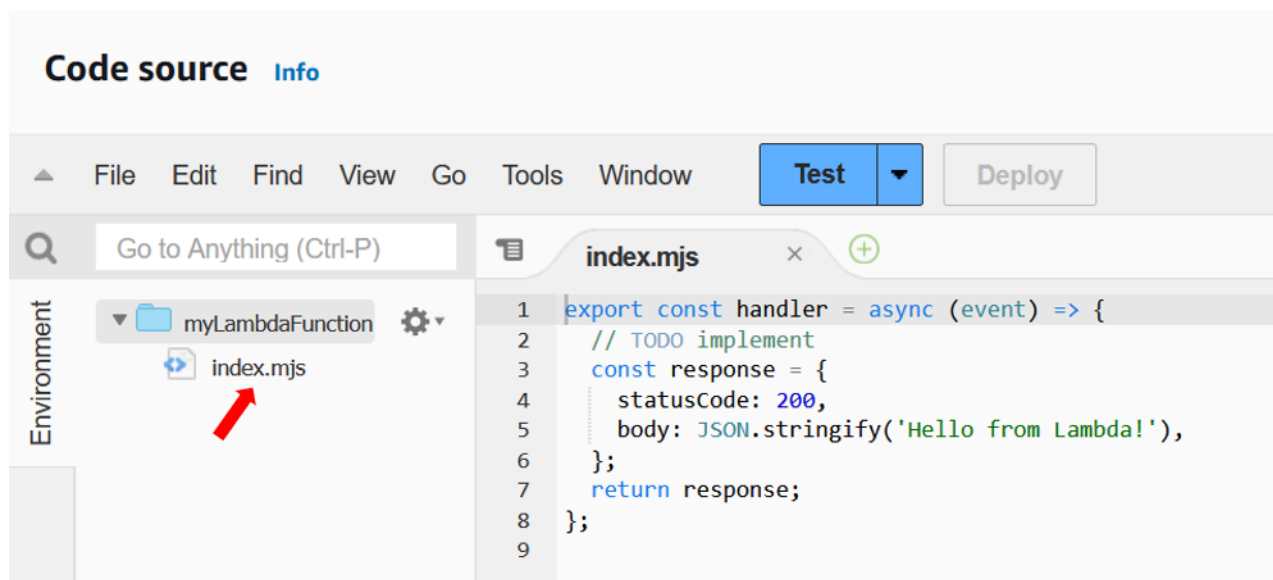 Code source Info
File Edit Find View Go Tools Window Test Deploy
Go to Anything (Ctrl-P)
index.mjs
Environment
myLambdaFunction
index.mjs
1 export const handler = async (event) => {
2   // TODO implement
3   const response = {
4     statusCode: 200,
5     body: JSON.stringify('Hello from Lambda!'),
6   };
7   return response;
8 };
9